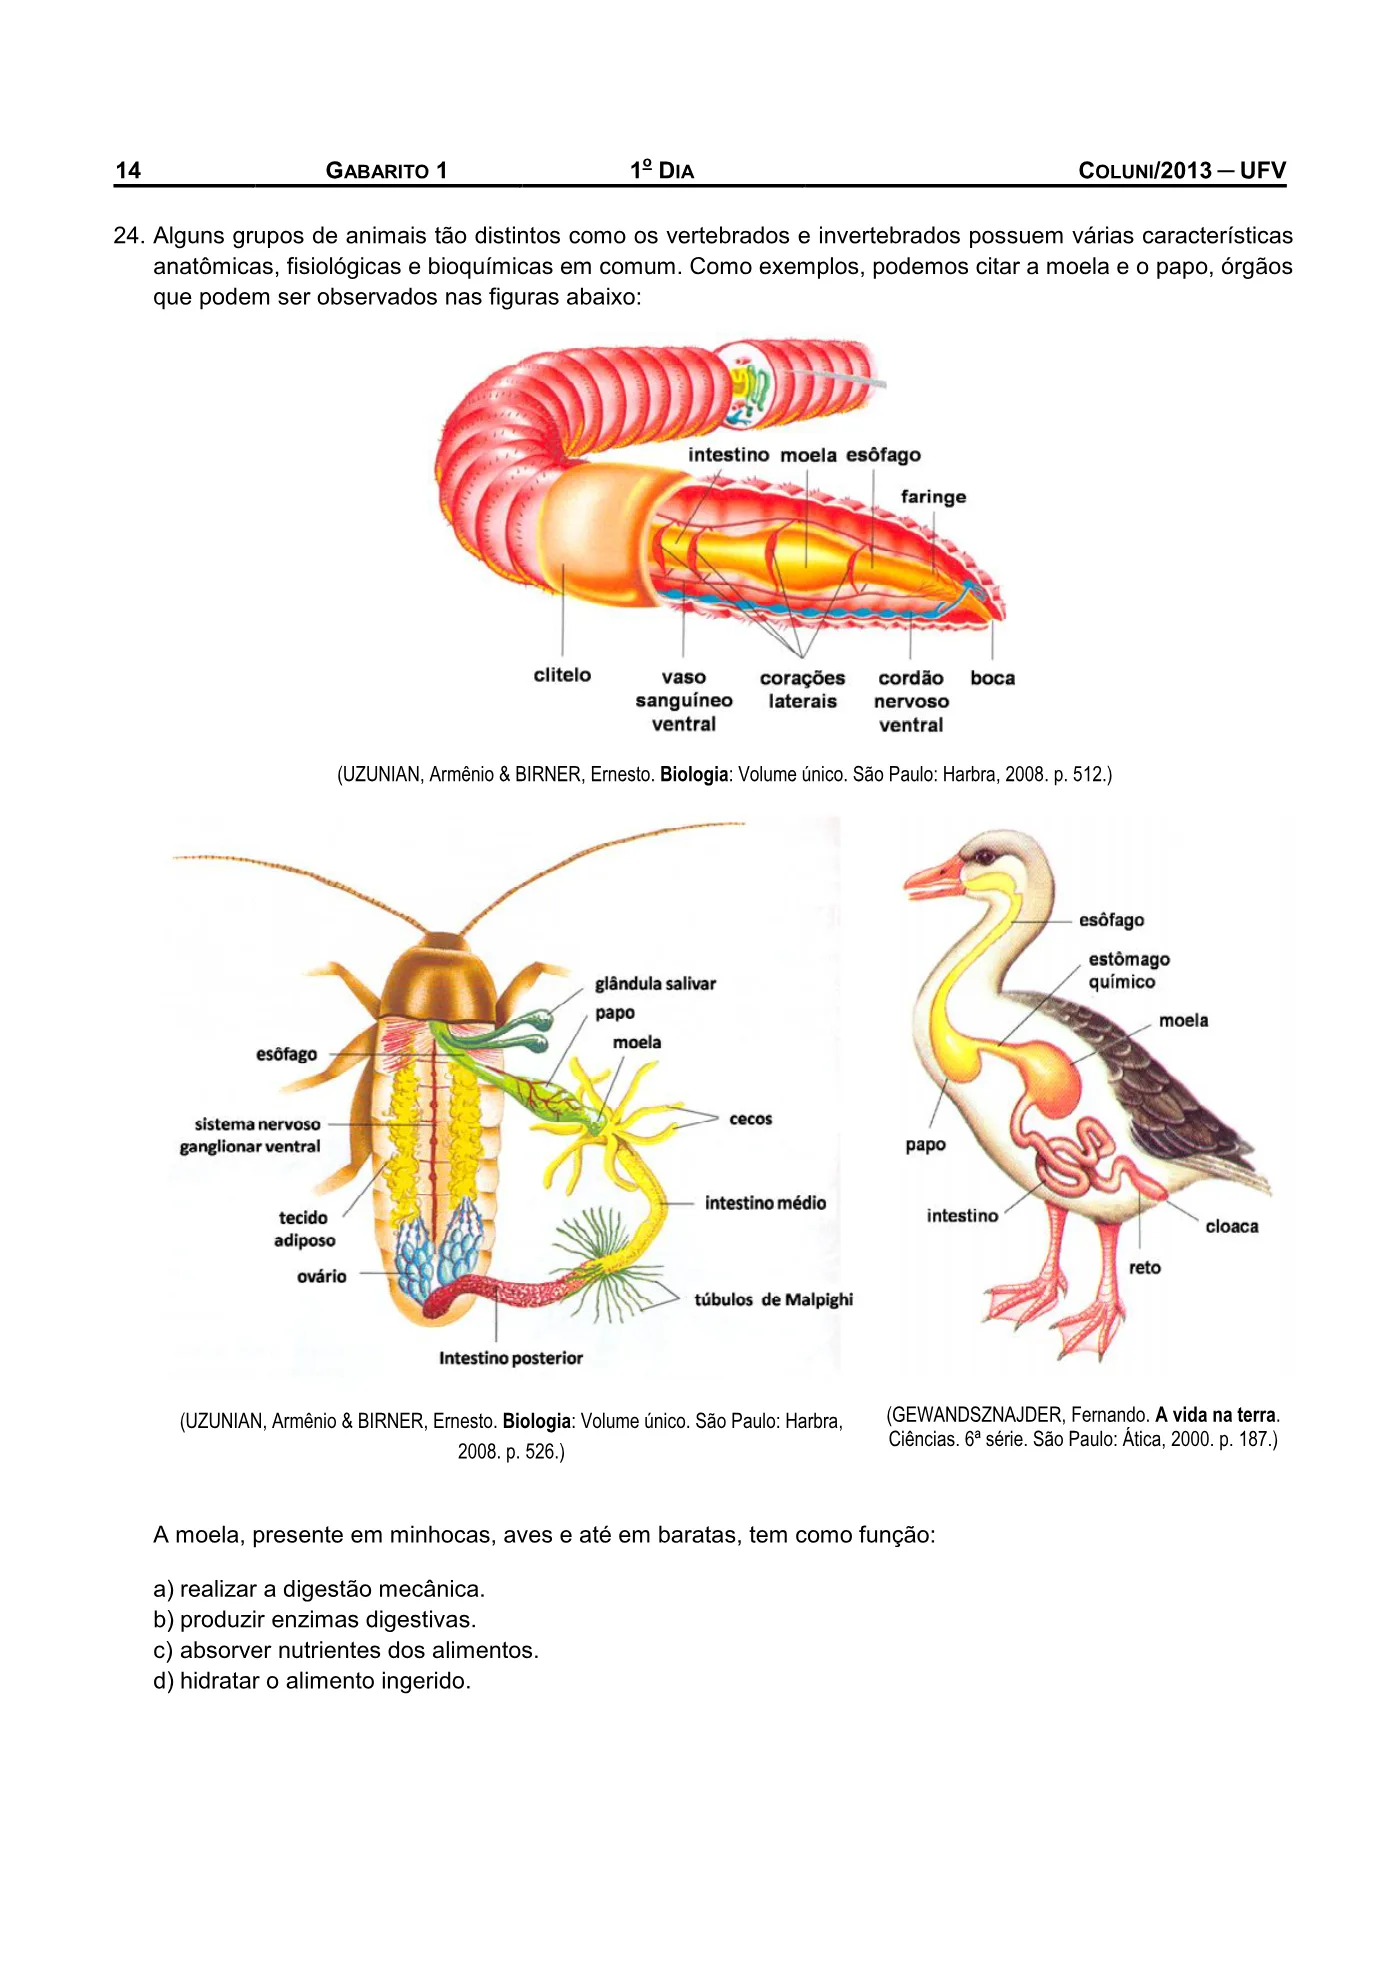 14 GABARITO 1 1º DIA COLUNI/2013 — UFV
24. Alguns grupos de animais tão distintos como os vertebrados e invertebrados possuem várias características
anatômicas, fisiológicas e bioquímicas em comum. Como exemplos, podemos citar a moela e o papo, órgãos
que podem ser observados nas figuras abaixo:
intestino moela esôfago
faringe
clitelo
vaso
sanguíneo
ventral
corações
laterais
cordão
nervoso
ventral
boca
(UZUNIAN, Armênio & BIRNER, Ernesto. Biologia: Volume único. São Paulo: Harbra, 2008. p. 512.)
glândula salivar
papo
moela
esôfago
sistema nervoso
ganglionar ventral
cecos
intestino médio
tecido
adiposo
ovário
túbulos de Malpighi
Intestino posterior
esôfago
estômago
químico
moela
papo
intestino
cloaca
reto
(UZUNIAN, Armênio & BIRNER, Ernesto. Biologia: Volume único. São Paulo: Harbra,
2008. p. 526.)
(GEWANDSZNAJDER, Fernando. A vida na terra.
Ciências. 6ª série. São Paulo: Ática, 2000. p. 187.)
A moela, presente em minhocas, aves e até em baratas, tem como função:
a) realizar a digestão mecânica.
b) produzir enzimas digestivas.
c) absorver nutrientes dos alimentos.
d) hidratar o alimento ingerido.